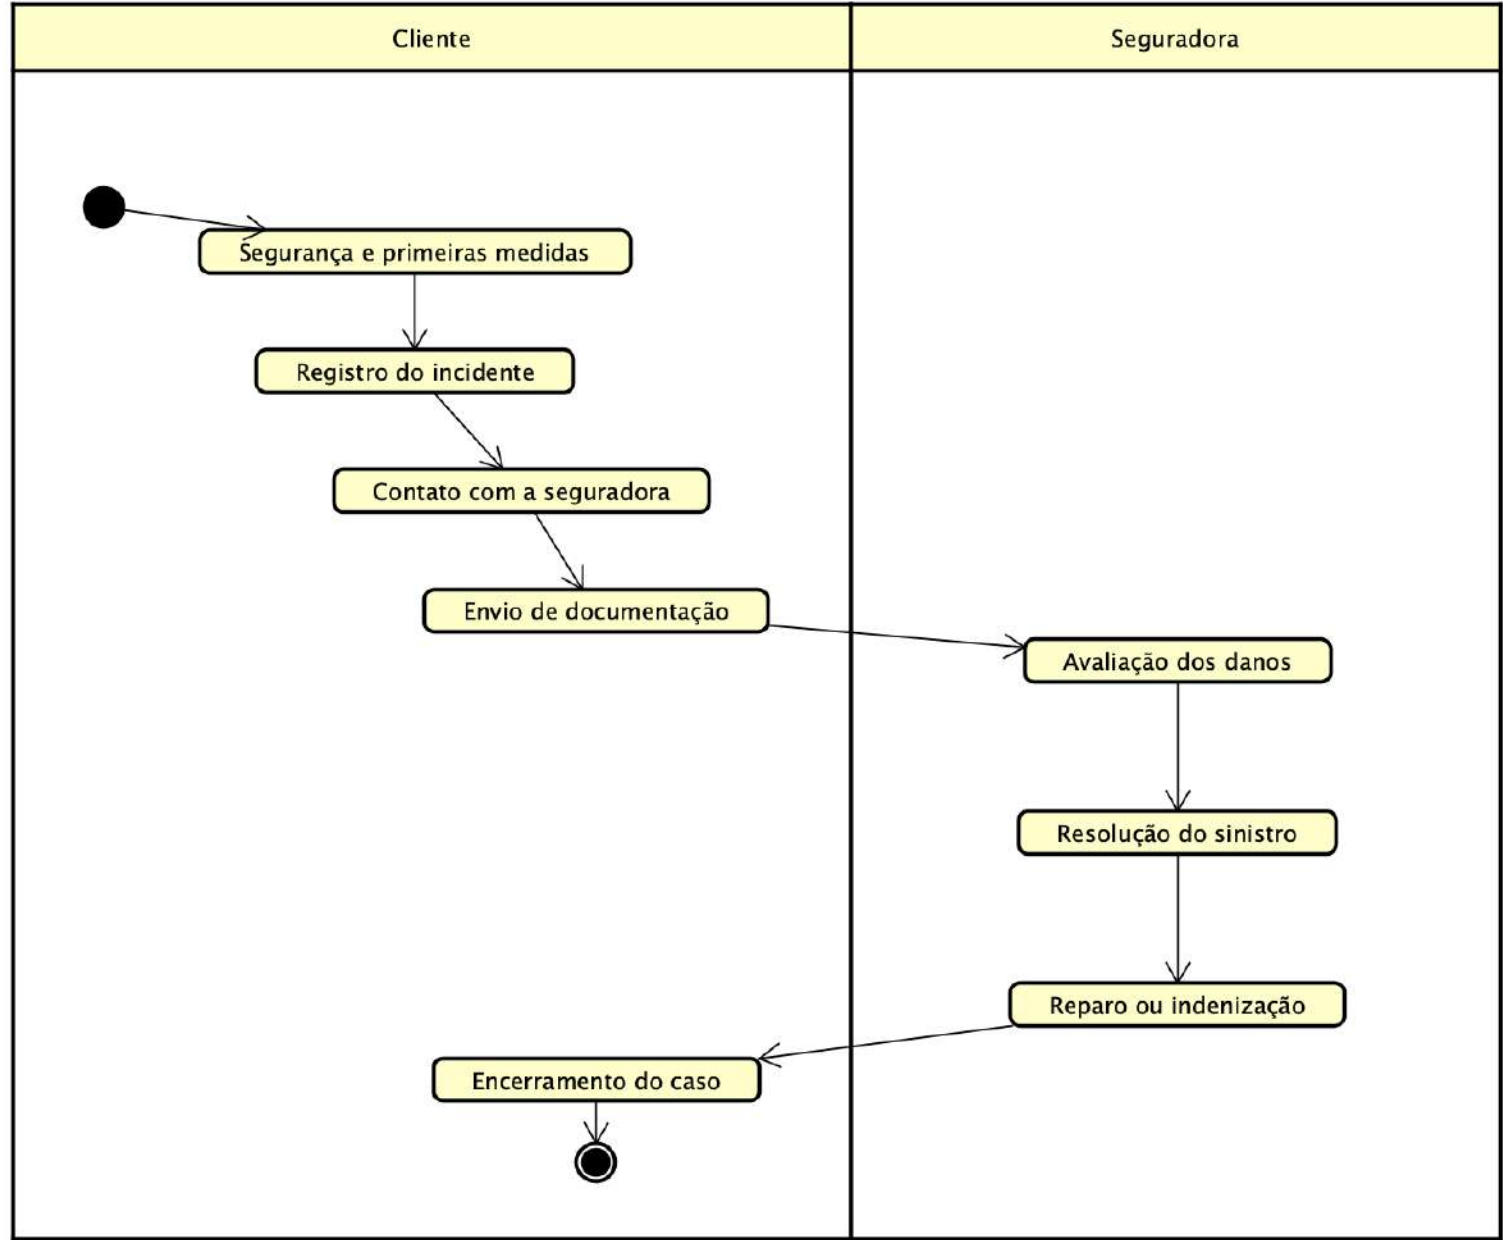 Cliente
Seguradora
Segurança e primeiras medidas
Registro do incidente
Contato com a seguradora
Envio de documentação
Avaliação dos danos
Resolução do sinistro
Reparo ou indenização
Encerramento do caso